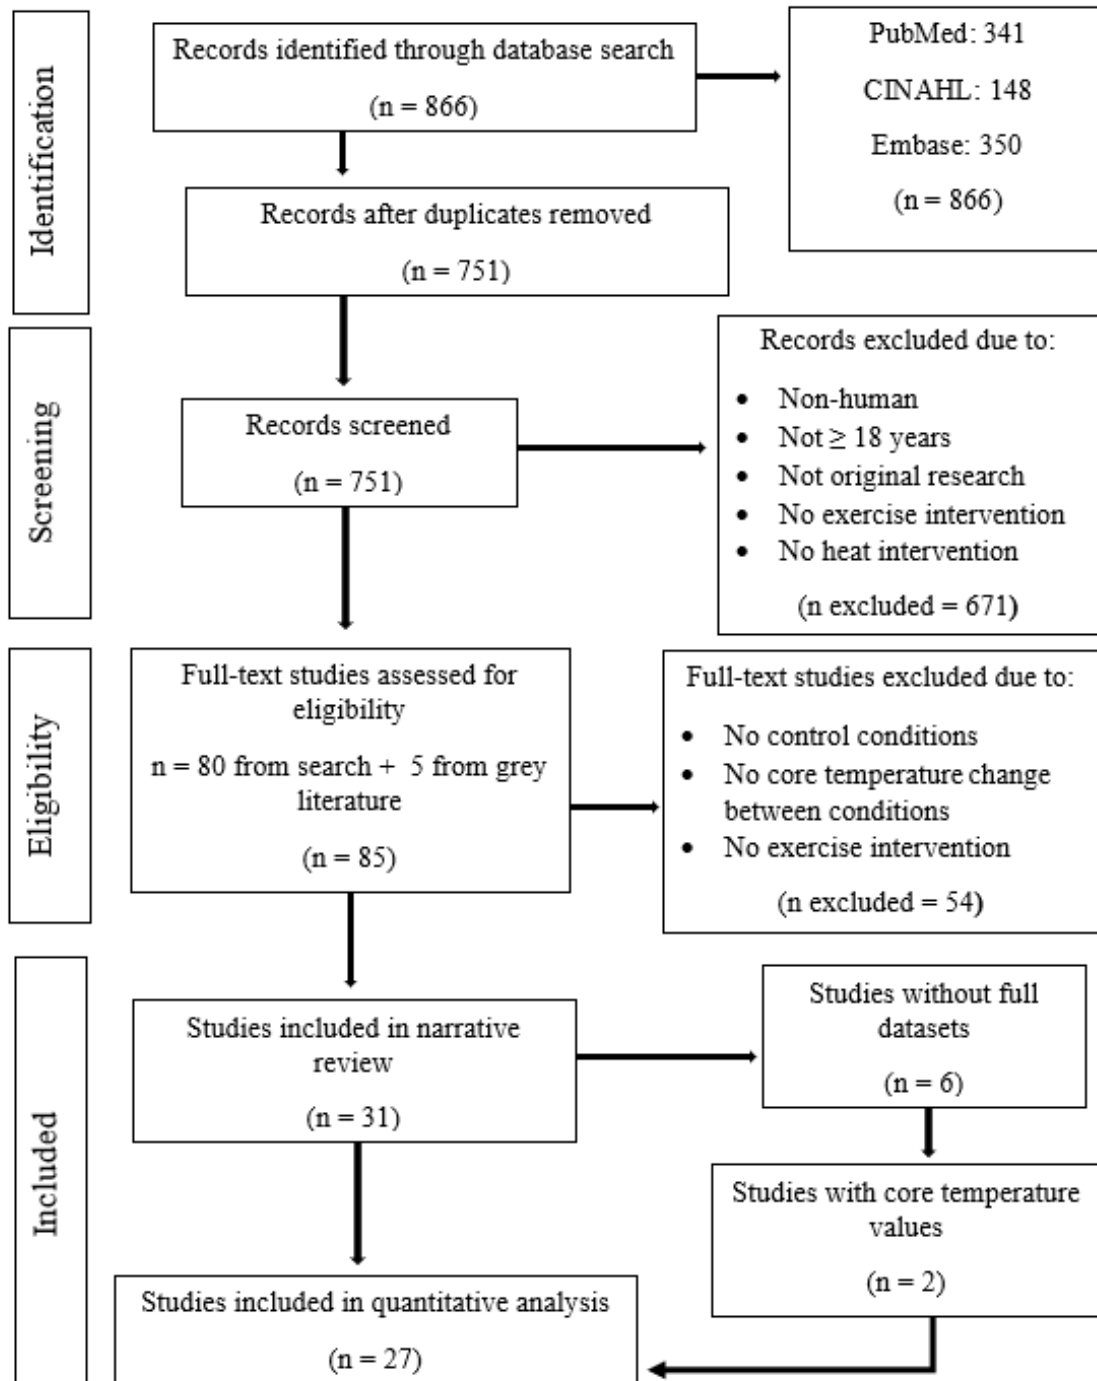 Identification
Records identified through database search
(n = 866)
PubMed: 341
CINAHL: 148
Embase: 350
(n = 866)
Records after duplicates removed
(n = 751)
Screening
Records screened
(n = 751)
Records excluded due to:
• Non-human
• Not ≥ 18 years
• Not original research
• No exercise intervention
• No heat intervention
(n excluded = 671)
Eligibility
Full-text studies assessed for
eligibility
n = 80 from search + 5 from grey
literature
(n = 85)
Full-text studies excluded due to:
• No control conditions
• No core temperature change
between conditions
• No exercise intervention
(n excluded = 54)
Included
Studies included in narrative
review
(n = 31)
Studies without full
datasets
(n = 6)
Studies with core temperature
values
(n = 2)
Studies included in quantitative analysis
(n = 27)